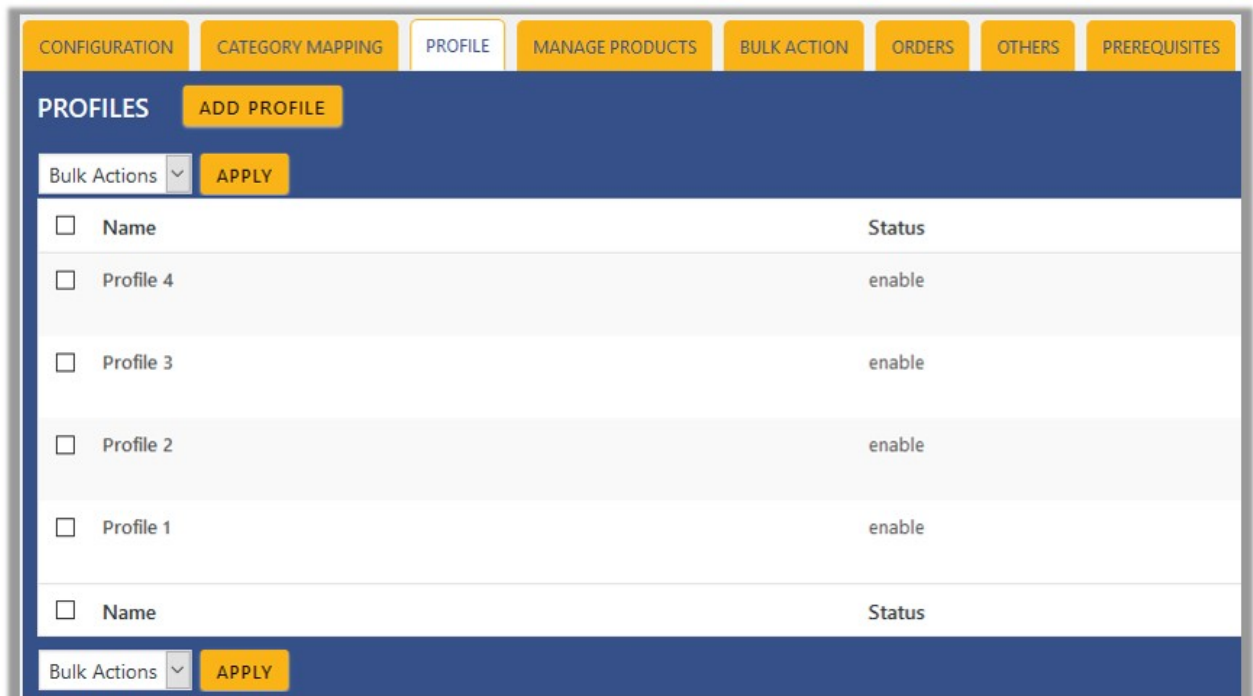 CONFIGURATION CATEGORY MAPPING PROFILE MANAGE PRODUCTS BULK ACTION ORDERS OTHERS PREREQUISITES
PROFILES ADD PROFILE
Bulk Actions APPLY
Name Status
Profile 4 enable
Profile 3 enable
Profile 2 enable
Profile 1 enable
Name Status
Bulk Actions APPLY